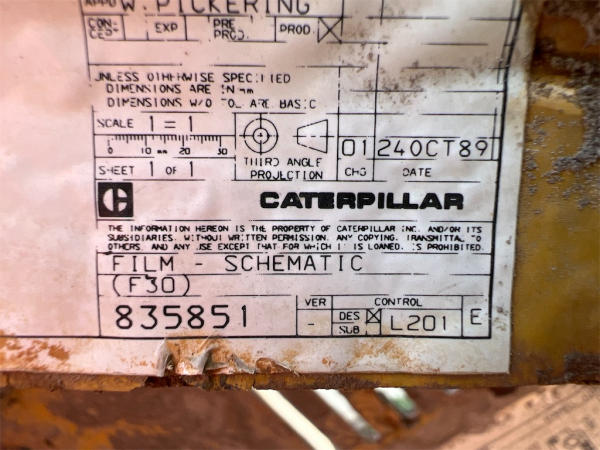 APPD W. PICKERING
CON-CEP: EXP PRE PROD. PROD ☒
UNLESS OTHERWISE SPECIFIED
DIMENSIONS ARE IN mm
DIMENSIONS W/O TOL ARE BASIC
SCALE 1 = 1
0 10 mm 20 30
THIRD ANGLE
PROJECTION
01 24OCT89
CHG DATE
SHEET 1 OF 1
C CATERPILLAR
THE INFORMATION HEREON IS THE PROPERTY OF CATERPILLAR INC. AND/OR ITS
SUBSIDIARIES. WITHOUT WRITTEN PERMISSION, ANY COPYING, TRANSMITTAL TO
OTHERS, AND ANY USE EXCEPT THAT FOR WHICH IT IS LOANED, IS PROHIBITED.
FILM - SCHEMATIC
(F30)
835851
VER CONTROL
- DES ☒ SUB L201 E